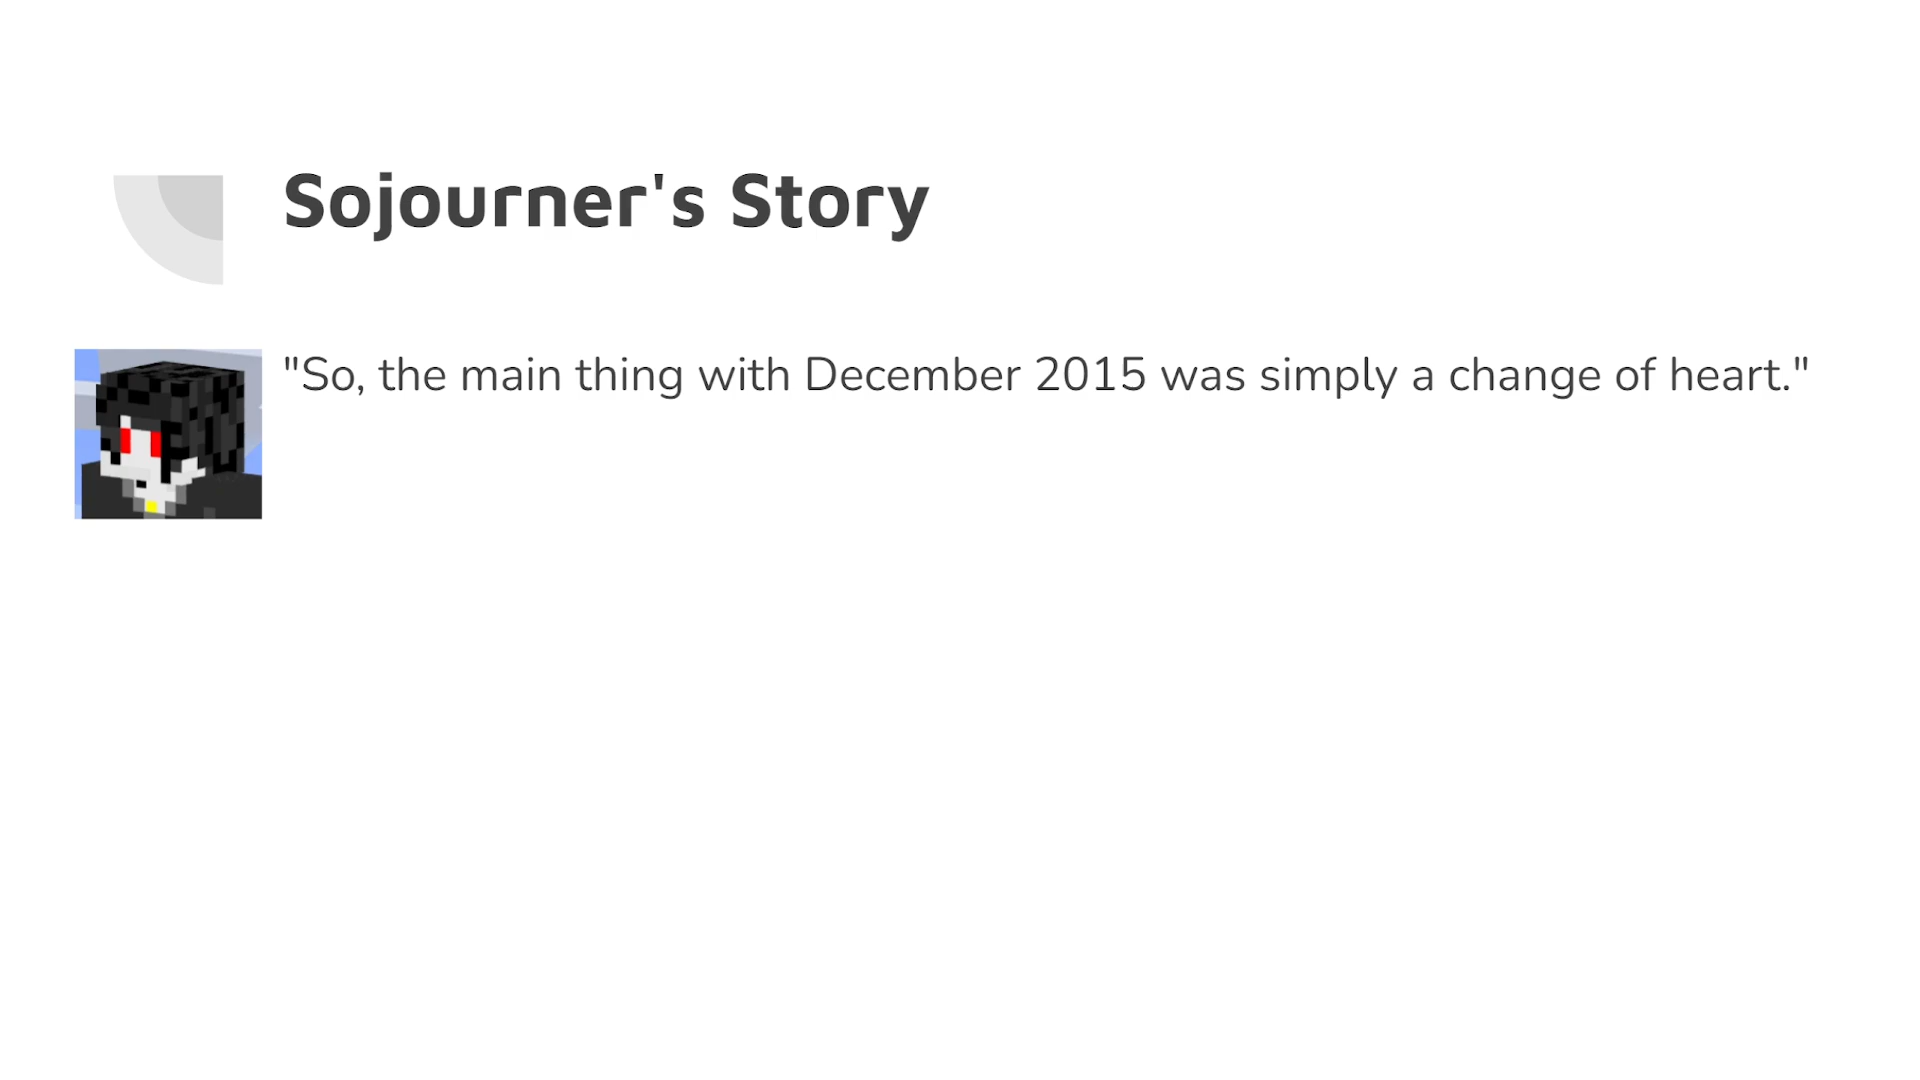 Sojourner's Story
"So, the main thing with December 2015 was simply a change of heart."